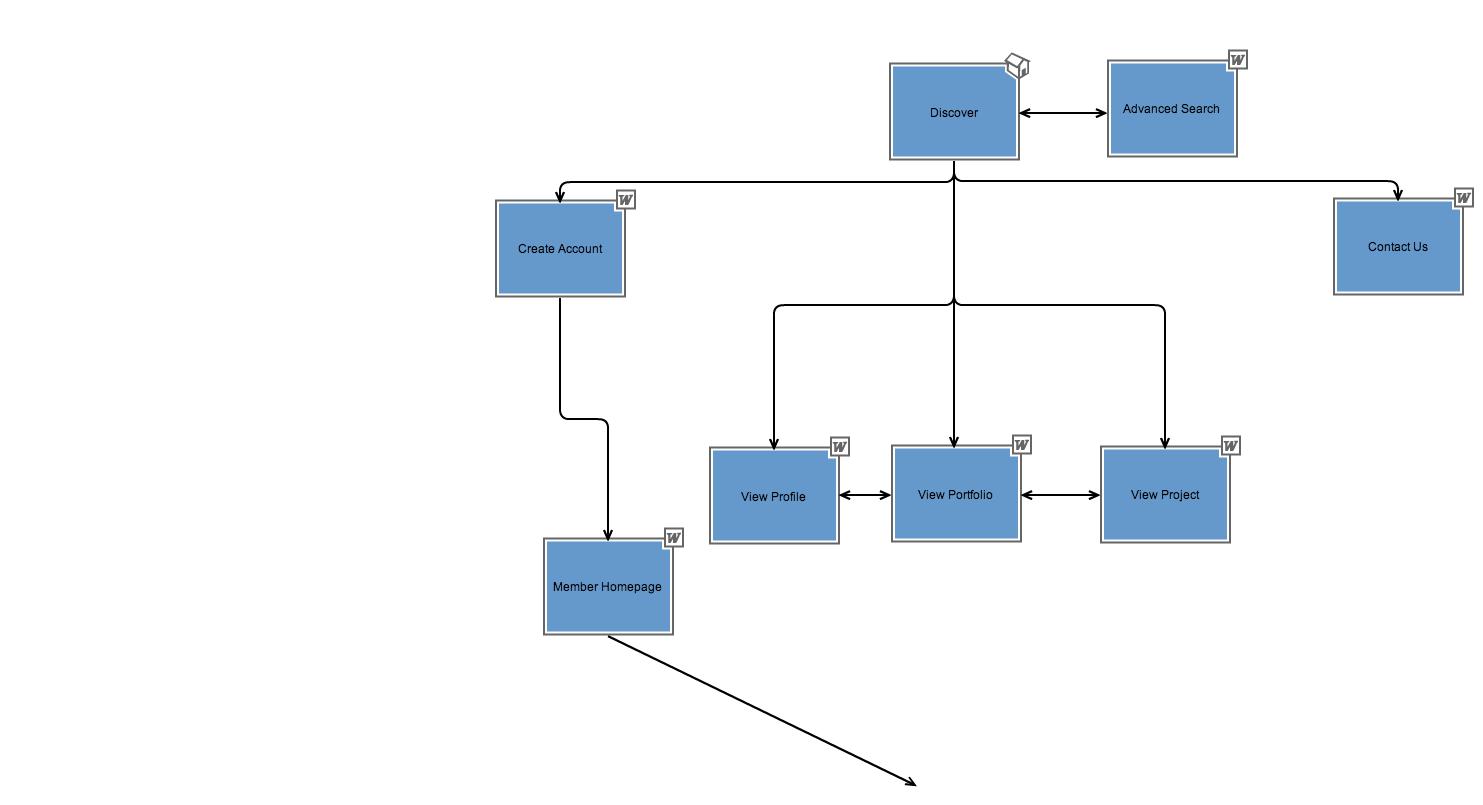 W
Discover
Advanced Search
W
W
Create Account
Contact Us
W
W
W
View Profile
View Portfolio
View Project
W
Member Homepage